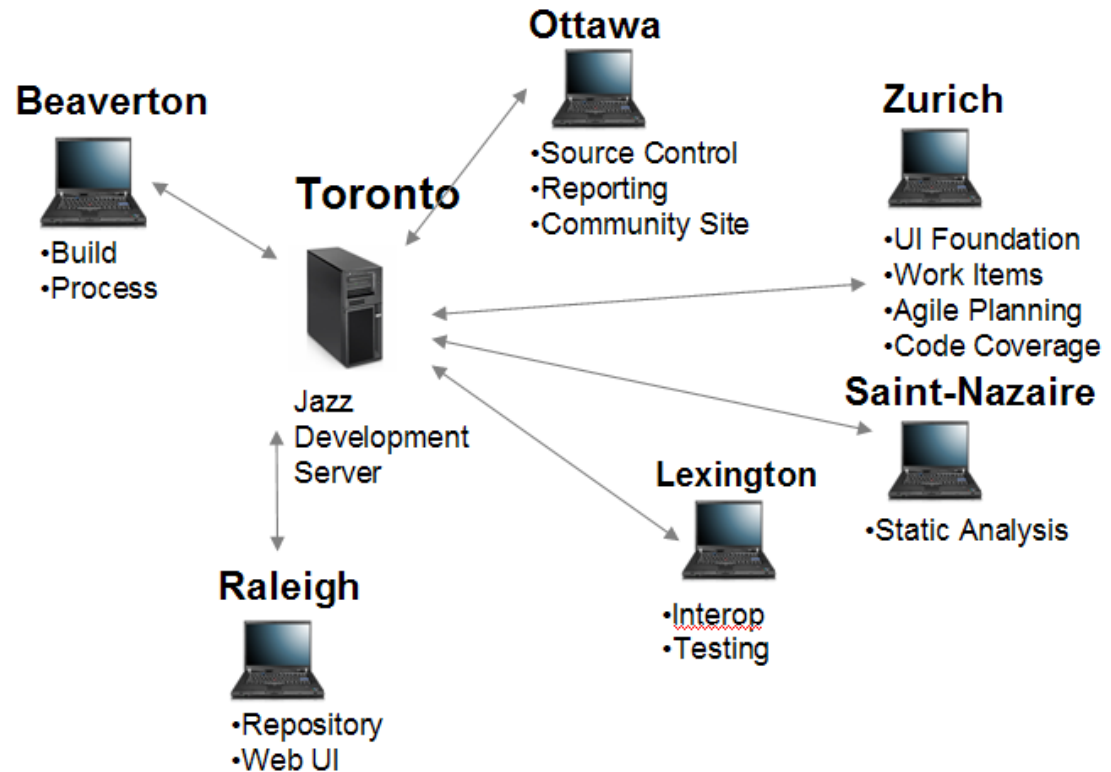 Ottawa
•Source Control
•Reporting
•Community Site
Beaverton
•Build
•Process
Toronto
Jazz
Development
Server
Zurich
•UI Foundation
•Work Items
•Agile Planning
•Code Coverage
Saint-Nazaire
•Static Analysis
Lexington
•Interop
•Testing
Raleigh
•Repository
•Web UI